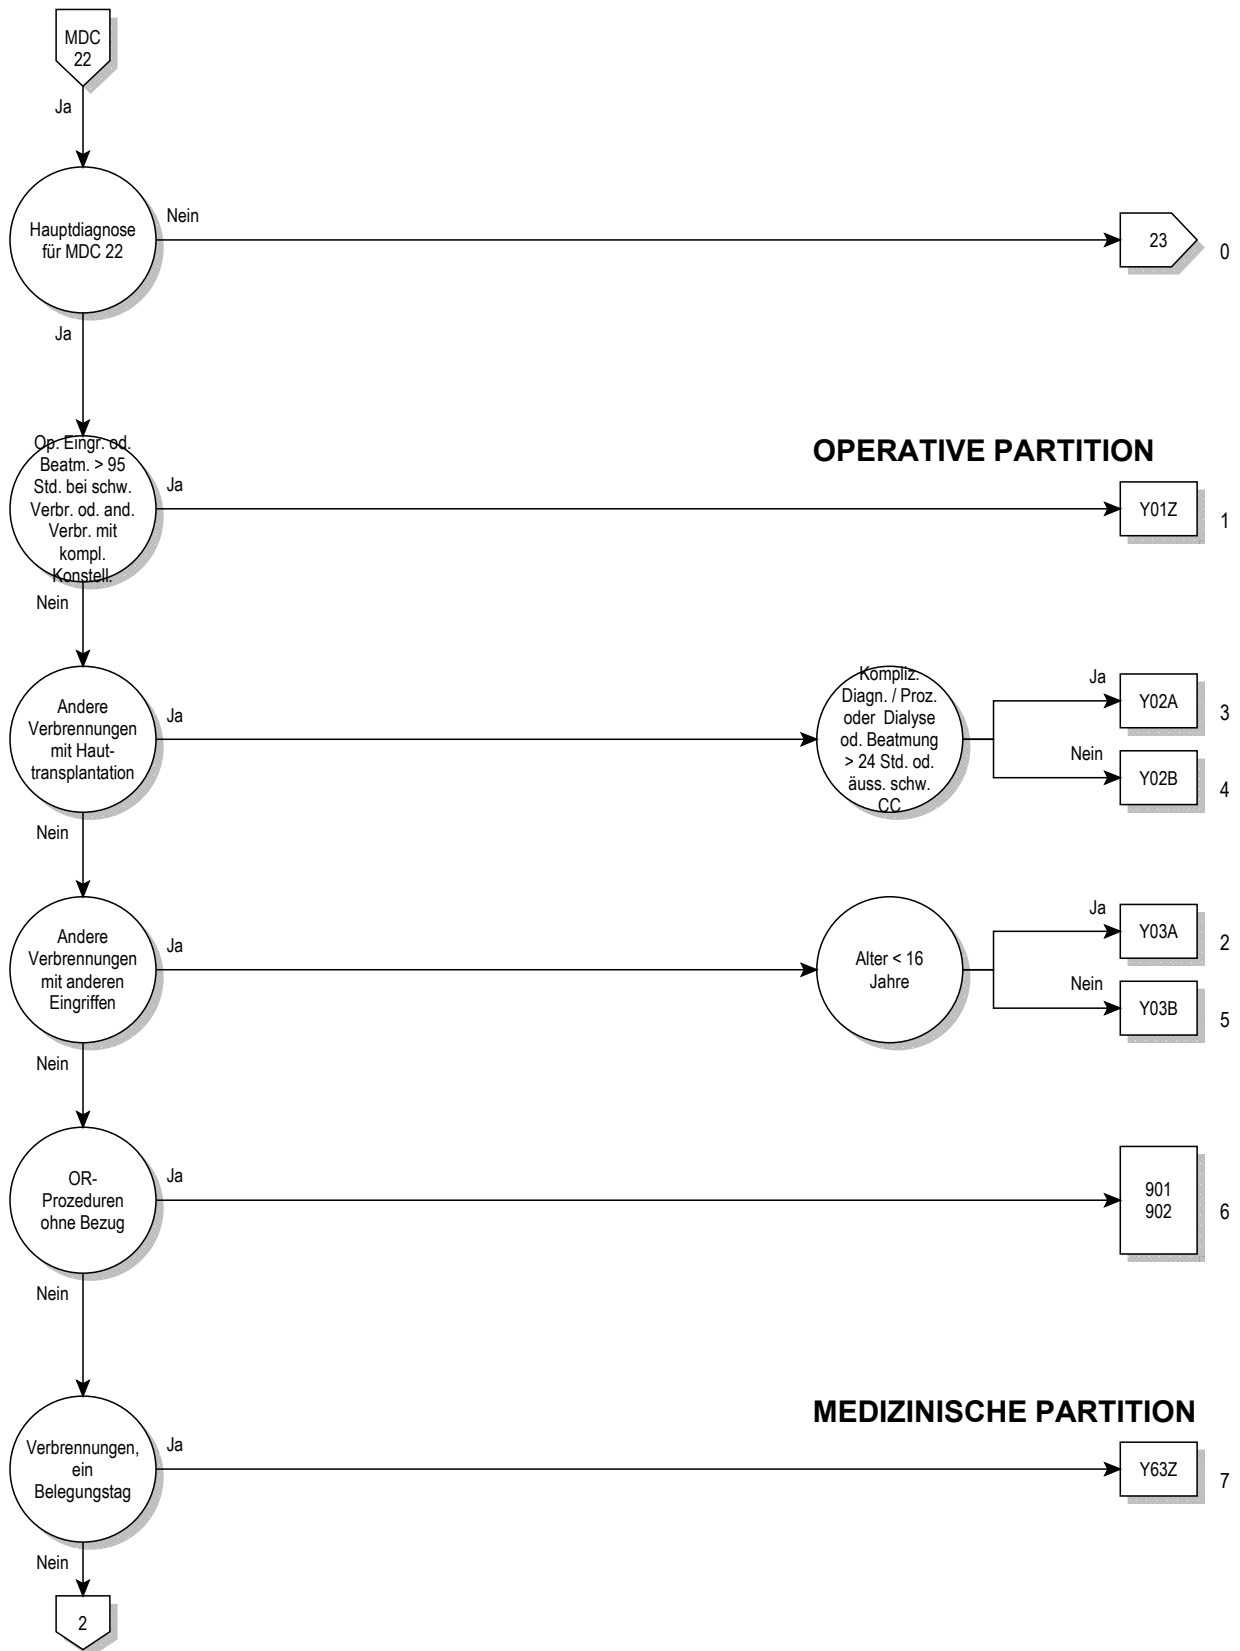 MDC
22
Ja
Hauptdiagnose
für MDC 22
Nein
23
0
Ja
OPERATIVE PARTITION
Op. Eingr. od.
Beatm. > 95
Std. bei schw.
Verbr. od. and.
Verbr. mit
kompl.
Konstell.
Ja
Y01Z
1
Nein
Andere
Verbrennungen
mit Haut-
transplantation
Ja
Kompliz.
Diagn. / Proz.
oder Dialyse
od. Beatmung
> 24 Std. od.
äuss. schw.
CC
Ja
Y02A
3
Nein
Y02B
4
Nein
Andere
Verbrennungen
mit anderen
Eingriffen
Ja
Alter < 16
Jahre
Ja
Y03A
2
Nein
Y03B
5
Nein
OR-
Prozeduren
ohne Bezug
Ja
901
902
6
Nein
MEDIZINISCHE PARTITION
Verbrennungen,
ein
Belegungstag
Ja
Y63Z
7
Nein
2